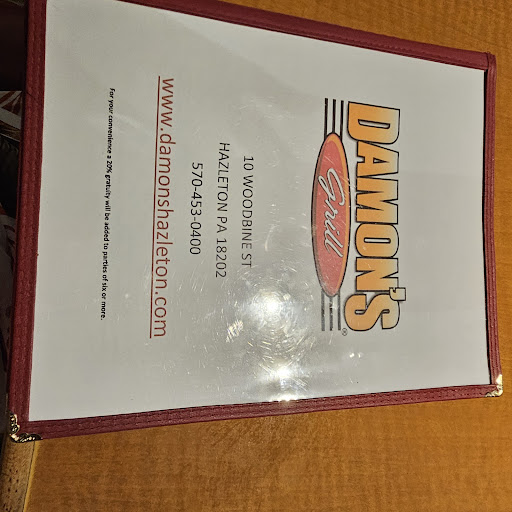 DAMON'S
Grill
®
10 WOODBINE ST
HAZLETON PA 18202
570-453-0400
www.damonshazleton.com
For your convenience a 20% gratuity will be added to parties of six or more.